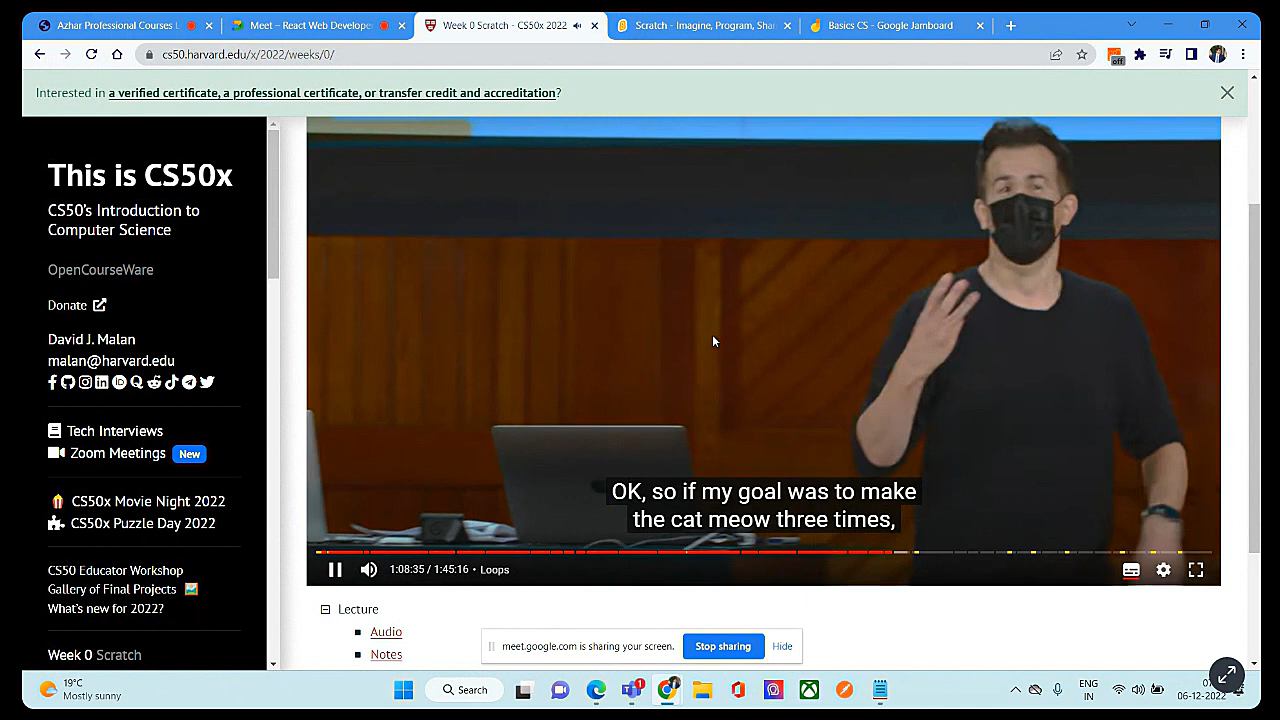 Azhar Professional Courses L
Meet – React Web Develope
Week 0 Scratch - CS50x 2022
Scratch - Imagine, Program, Sha
Basics CS - Google Jamboard
cs50.harvard.edu/x/2022/weeks/0/
off
Interested in a verified certificate, a professional certificate, or transfer credit and accreditation?
This is CS50x
CS50's Introduction to
Computer Science
OpenCourseWare
Donate
David J. Malan
malan@harvard.edu
Tech Interviews
Zoom Meetings New
CS50x Movie Night 2022
CS50x Puzzle Day 2022
CS50 Educator Workshop
Gallery of Final Projects
What's new for 2022?
Week 0 Scratch
OK, so if my goal was to make
the cat meow three times,
1:08:35 / 1:45:16 • Loops
Lecture
Audio
Notes
meet.google.com is sharing your screen.
Stop sharing
Hide
19°C
Mostly sunny
Search
1
ENG
IN
06-12-2022